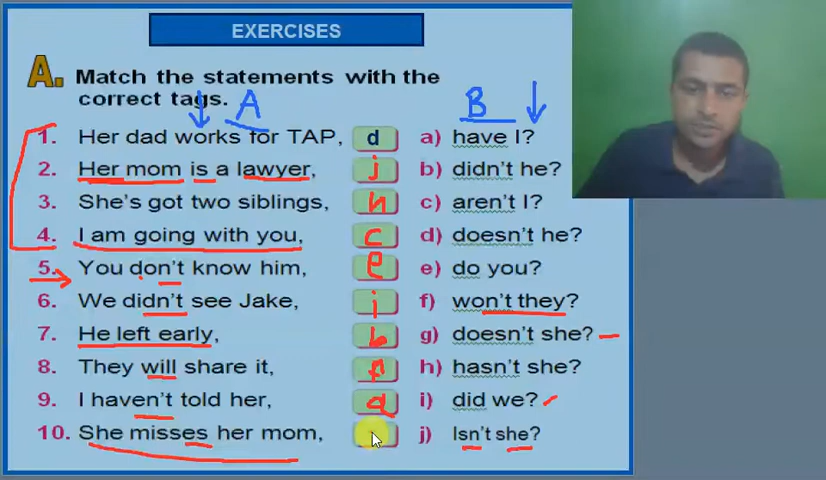 EXERCISES
A. Match the statements with the
correct tags. A B
1. Her dad works for TAP, d a) have I?
2. Her mom is a lawyer, j b) didn't he?
3. She's got two siblings, h c) aren't I?
4. I am going with you, c d) doesn't he?
5. You don't know him, e e) do you?
6. We didn't see Jake, i f) won't they?
7. He left early, b g) doesn't she?
8. They will share it, f h) hasn't she?
9. I haven't told her, a i) did we?
10. She misses her mom, j) Isn't she?